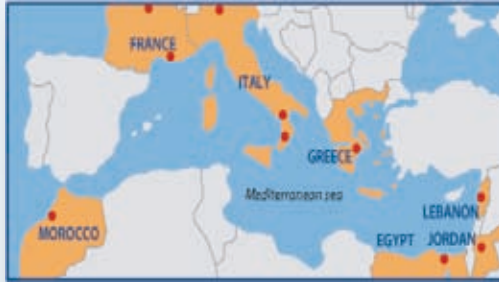 FRANCE
ITALY
GREECE
Mediterranean sea
LEBANON
MOROCCO
EGYPT JORDAN